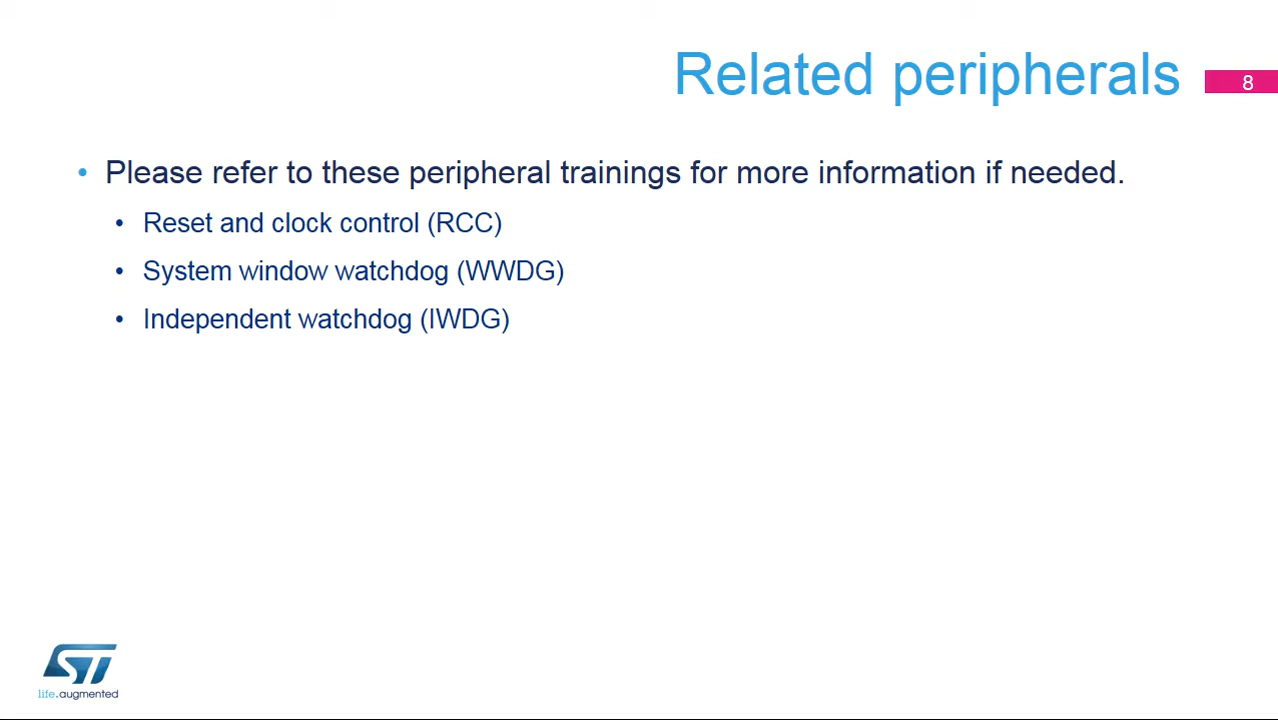 Related peripherals
8
• Please refer to these peripheral trainings for more information if needed.
• Reset and clock control (RCC)
• System window watchdog (WWDG)
• Independent watchdog (IWDG)
ST
life.augmented